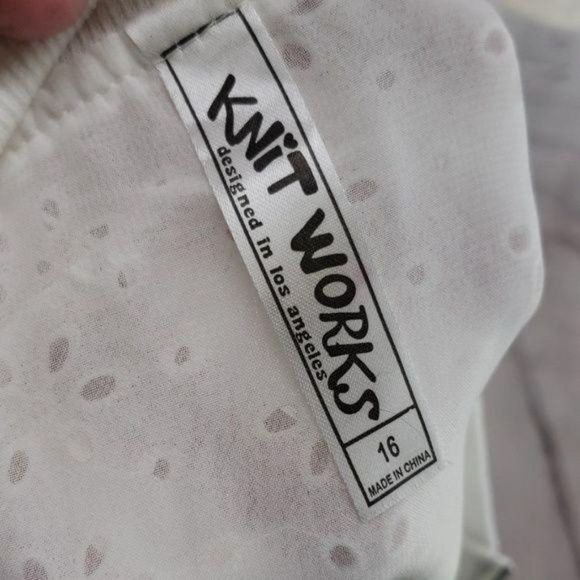 KNiT WORKS
designed in los angeles
16
MADE IN CHINA